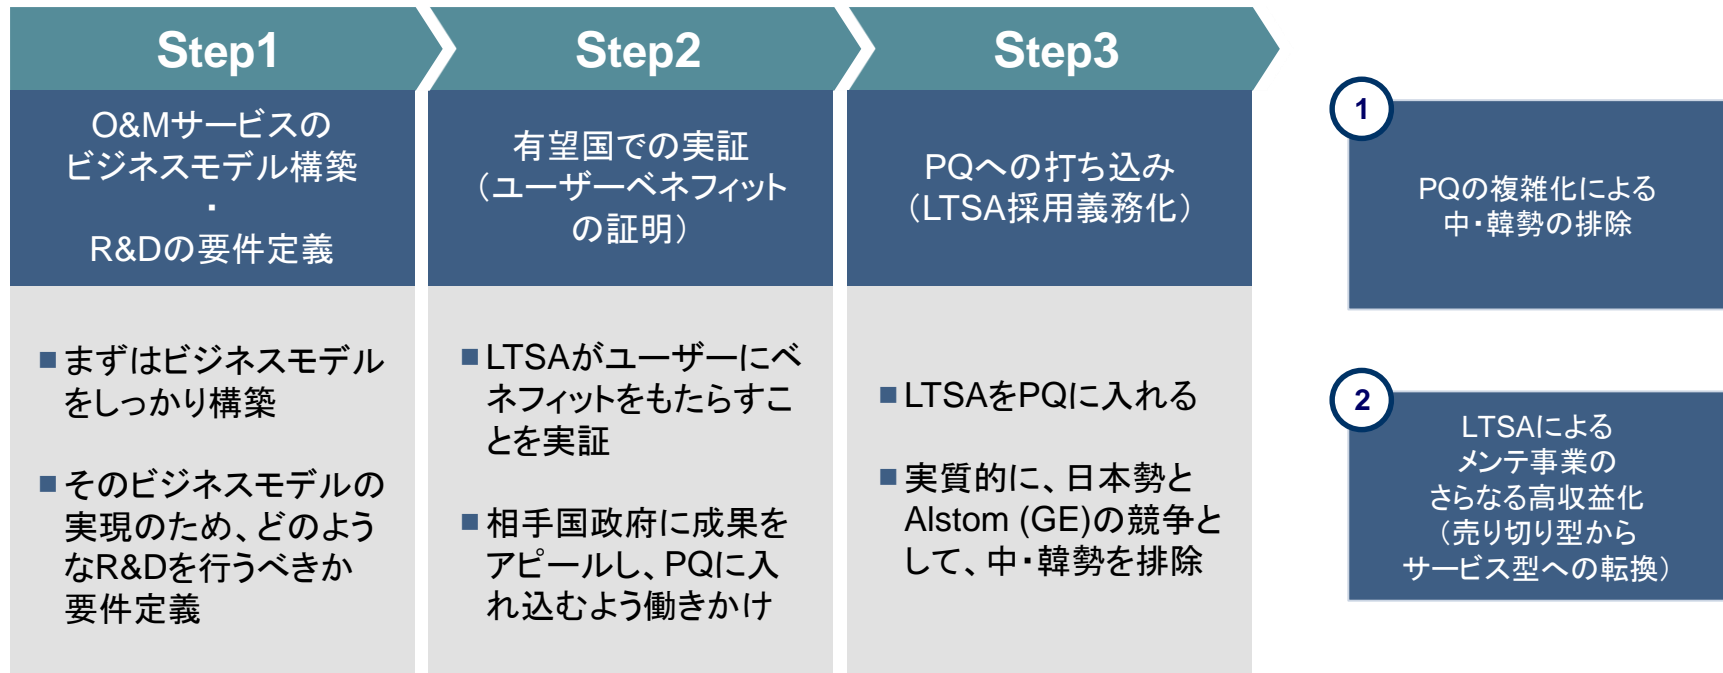 Step1
O&Mサービスの
ビジネスモデル構築
・
R&Dの要件定義
■まずはビジネスモデル
をしっかり構築
■そのビジネスモデルの
実現のため、どのよう
なR&Dを行うべきか
要件定義
Step2
有望国での実証
（ユーザーベネフィット
の証明）
■LTSAがユーザーにベ
ネフィットをもたらすこ
とを実証
■相手国政府に成果を
アピールし、PQに入
れ込むよう働きかけ
Step3
PQへの打ち込み
（LTSA採用義務化）
■LTSAをPQに入れる
■実質的に、日本勢と
Alstom (GE)の競争と
して、中・韓勢を排除
1
PQの複雑化による
中・韓勢の排除
2
LTSAによる
メンテ事業の
さらなる高収益化
（売り切り型から
サービス型への転換）